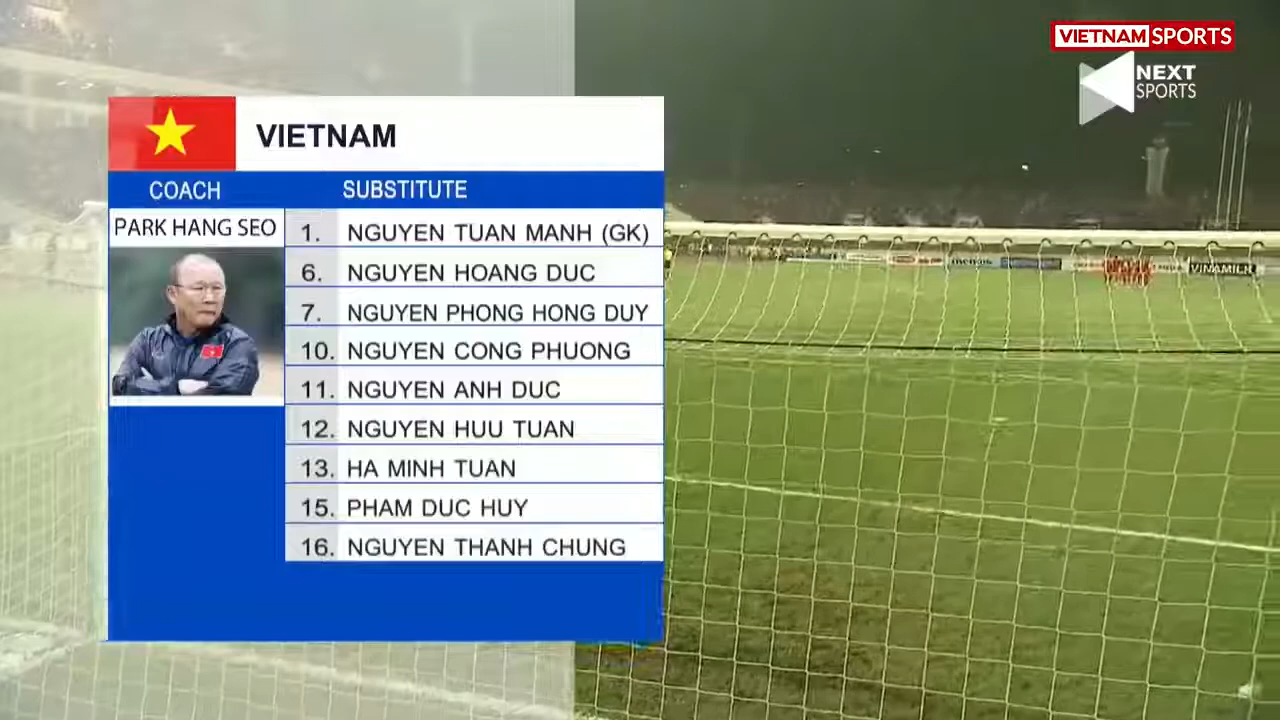 VIETNAM SPORTS
NEXT
SPORTS
VIETNAM
COACH
SUBSTITUTE
PARK HANG SEO
1. NGUYEN TUAN MANH (GK)
6. NGUYEN HOANG DUC
7. NGUYEN PHONG HONG DUY
10. NGUYEN CONG PHUONG
11. NGUYEN ANH DUC
12. NGUYEN HUU TUAN
13. HA MINH TUAN
15. PHAM DUC HUY
16. NGUYEN THANH CHUNG
VINAMILK